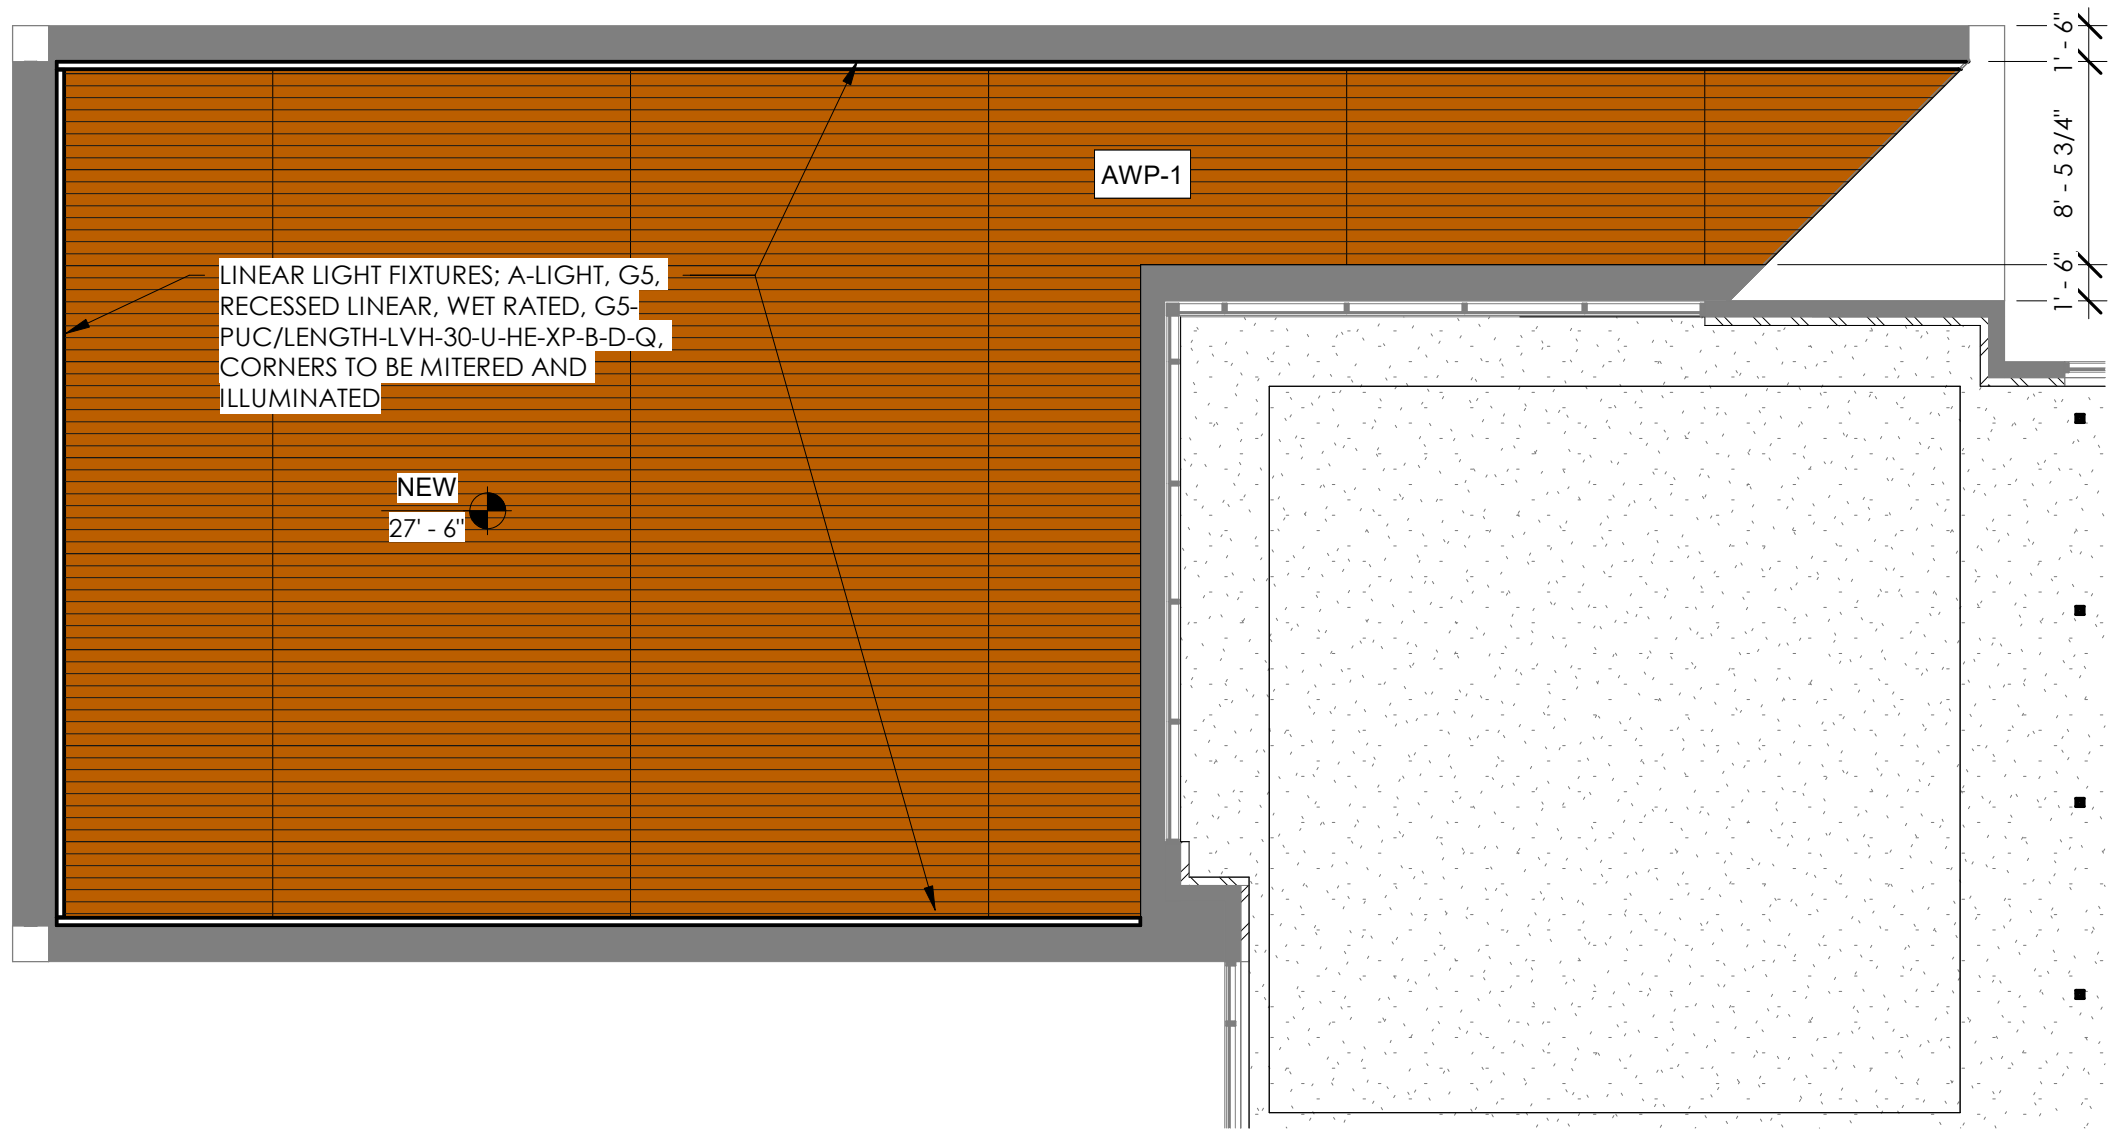 1' - 6"
8' - 5 3/4"
1' - 6"
AWP-1
LINEAR LIGHT FIXTURES; A-LIGHT, G5,
RECESSED LINEAR, WET RATED, G5-
PUC/LENGTH-LVH-30-U-HE-XP-B-D-Q,
CORNERS TO BE MITERED AND
ILLUMINATED
NEW
27' - 6"